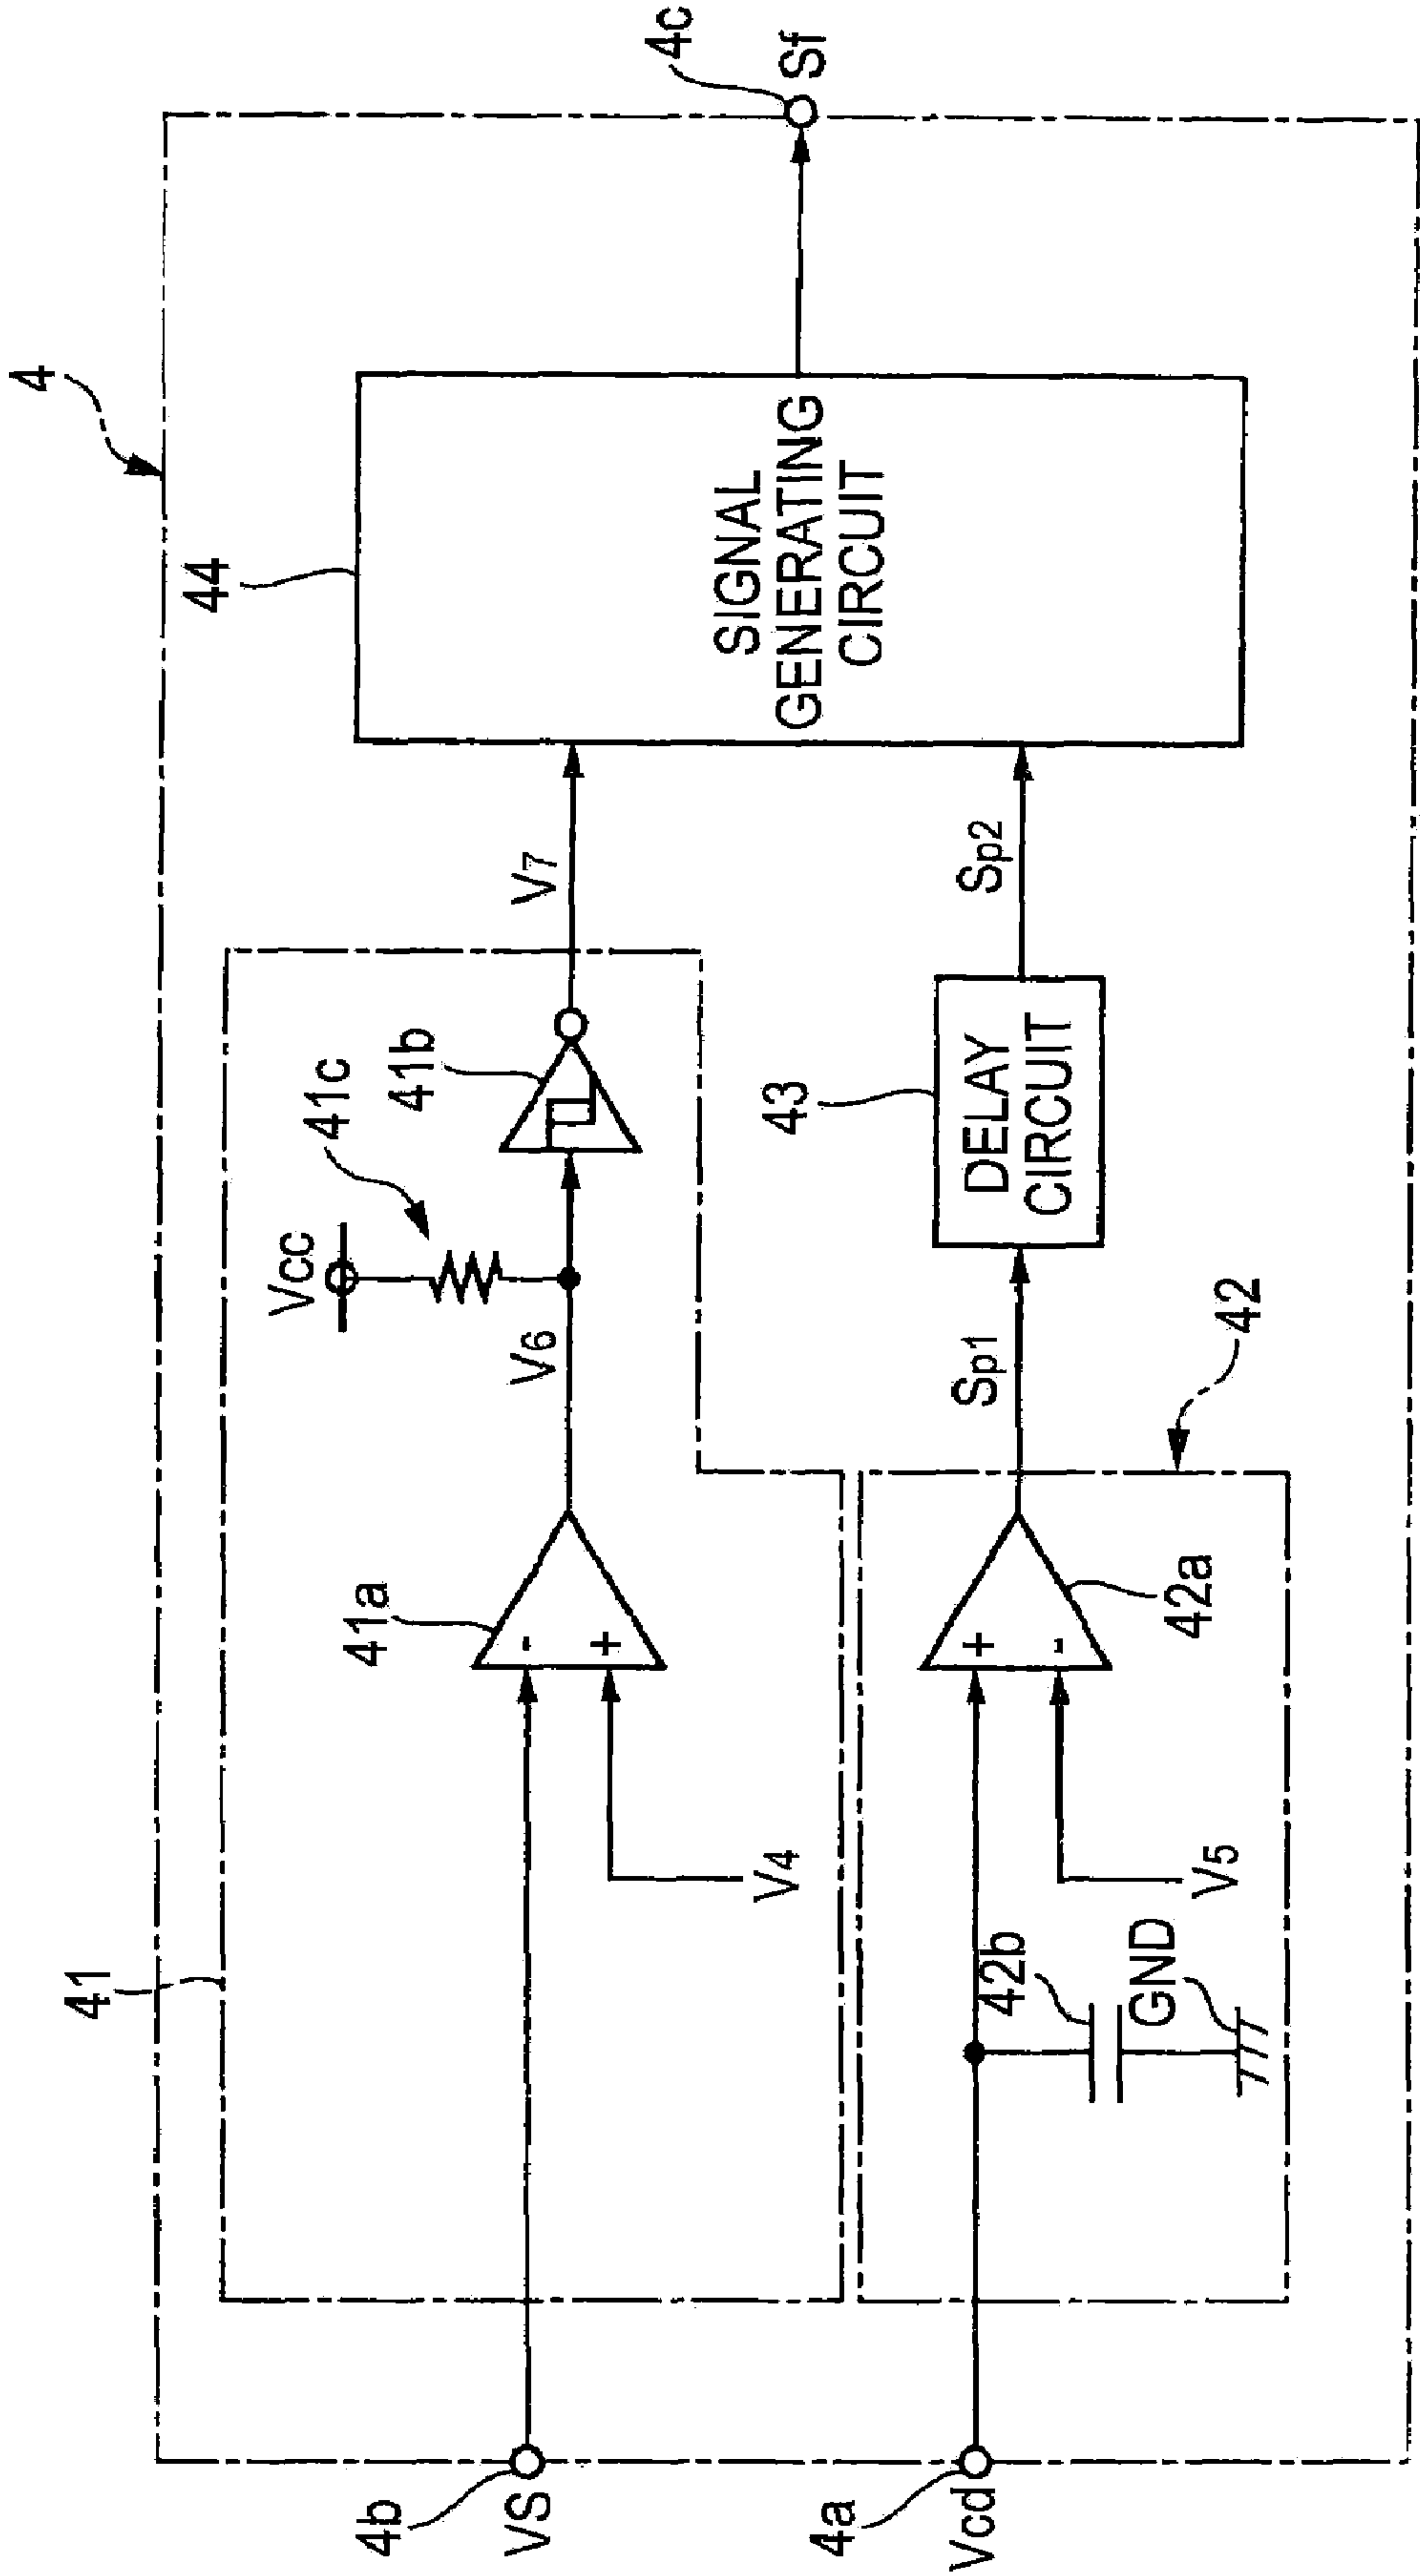 4
41
44
4c
Sf
41a
Vcc
41c
41b
V6
V7
4b
VS
V4
SIGNAL
GENERATING
CIRCUIT
43
DELAY
CIRCUIT
Sp1
Sp2
42
4a
Vcd
42b
GND
V5
42a
+
-
+
-